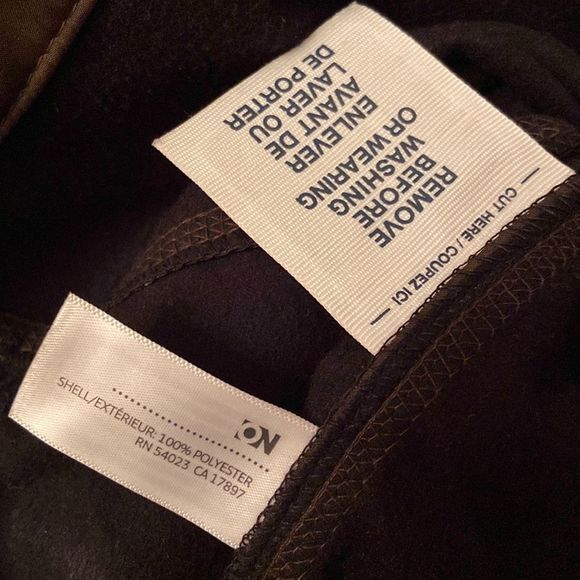 REMOVE
BEFORE
WASHING
OR WEARING
ENLEVER
AVANT DE
LAVER OU
DE PORTER
— CUT HERE / COUPEZ ICI —
ON
SHELL/EXTÉRIEUR: 100% POLYESTER
RN 54023 CA 17897